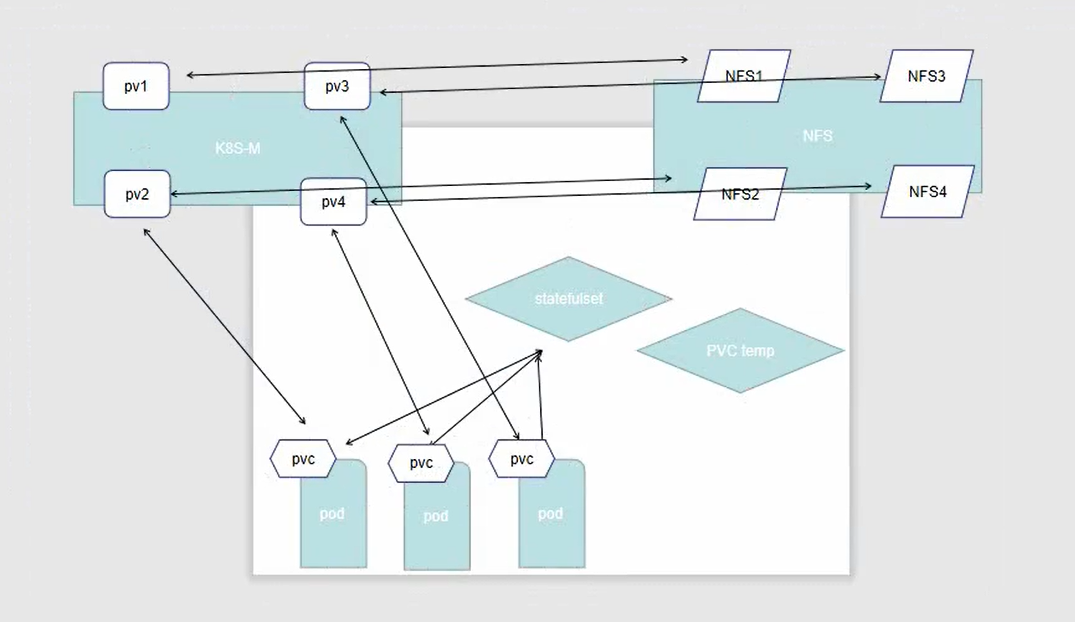 pv1
pv3
NFS1
NFS3
K8S-M
NFS
pv2
pv4
NFS2
NFS4
statefulset
PVC temp
pvc
pvc
pvc
pod
pod
pod